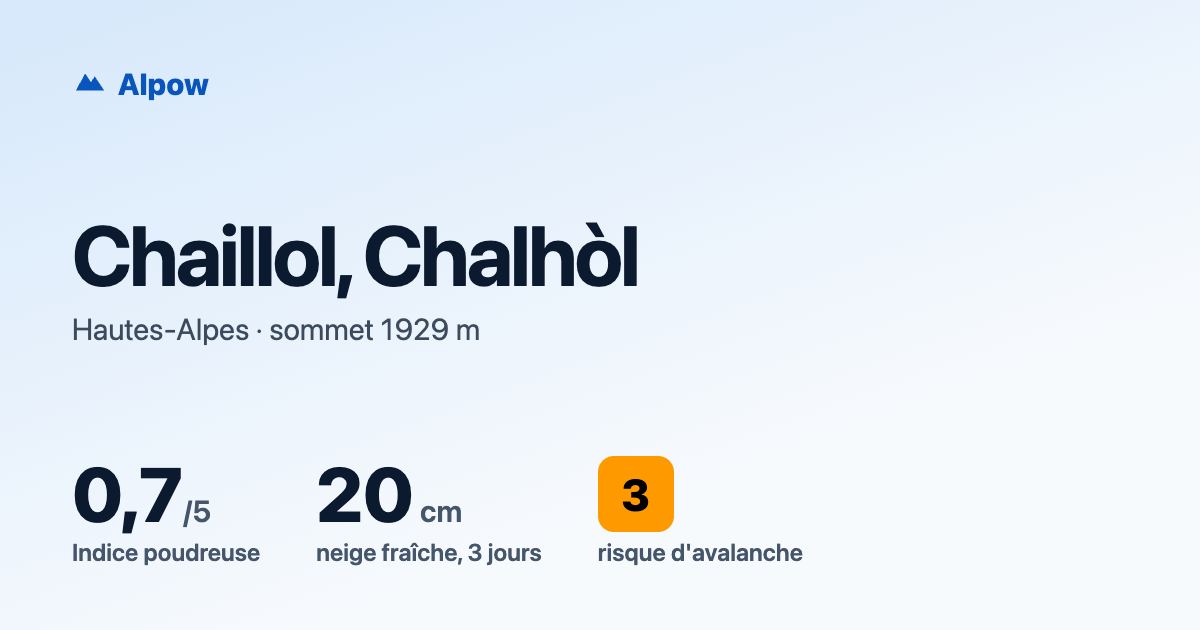 Alpow
Chaillol, Chalhòl
Hautes-Alpes · sommet 1929 m
0,7/5
Indice poudreuse
20 cm
neige fraîche, 3 jours
3
risque d'avalanche